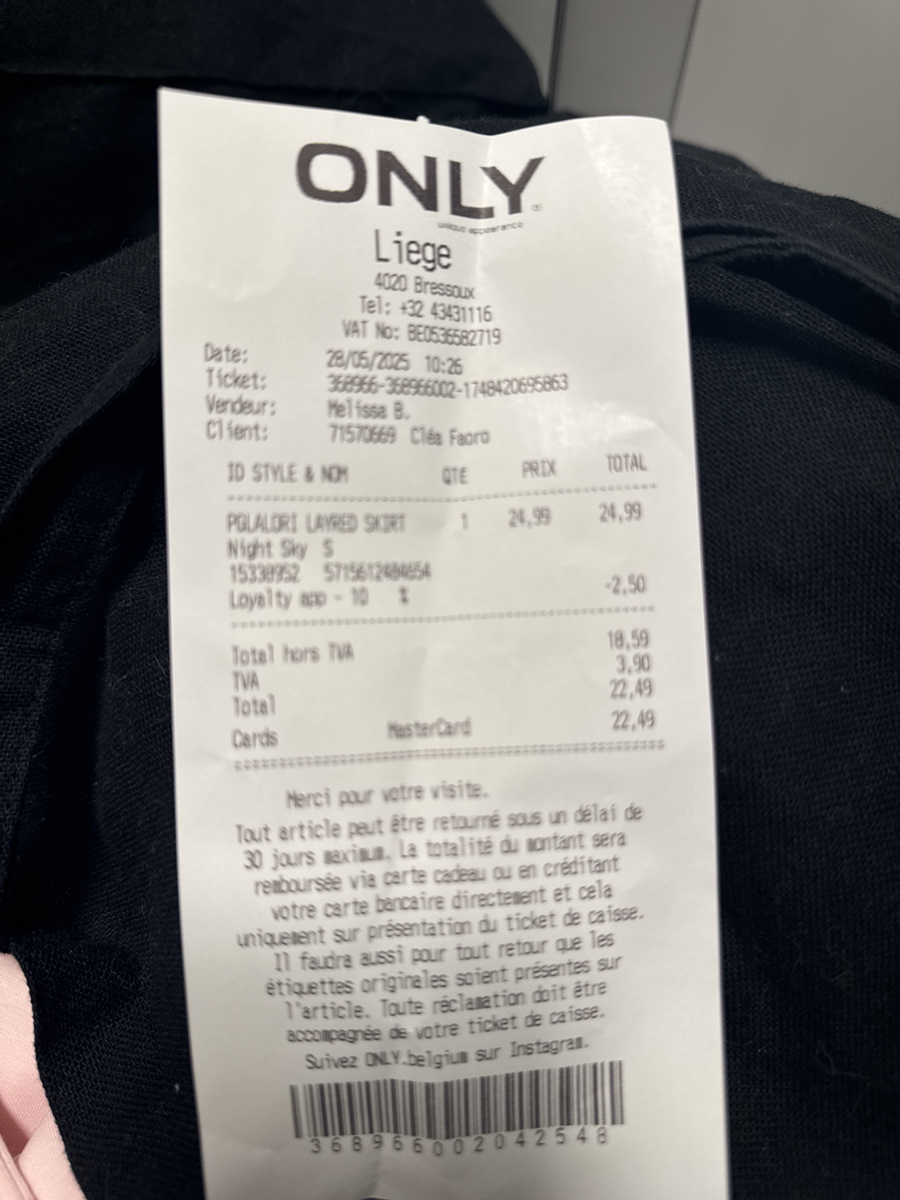 ONLY
unique appearance
Liege
4020 Bressoux
Tel: +32 43431116
VAT No: BE0536582719
Date: 28/05/2025 10:26
Ticket: 368966-368966002-1748420695863
Vendeur: Melissa B.
Client: 71570669 Cléa Faoro
ID STYLE & NOM QTE PRIX TOTAL
PGLALORI LAYRED SKIRT 1 24,99 24,99
Night Sky S
15330952
Loyalty app - 10 % -2,50
Total hors TVA 18,59
TVA 3,90
Total 22,49
Cards MasterCard 22,49
Merci pour votre visite.
Tout article peut être retourné sous un délai de
30 jours maximum. La totalité du montant sera
remboursée via carte cadeau ou en créditant
votre carte bancaire directement et cela
uniquement sur présentation du ticket de caisse.
Il faudra aussi pour tout retour que les
étiquettes originales soient présentes sur
l'article. Toute réclamation doit être
accompagnée de votre ticket de caisse.
Suivez ONLY.belgium sur Instagram.
368966002042548